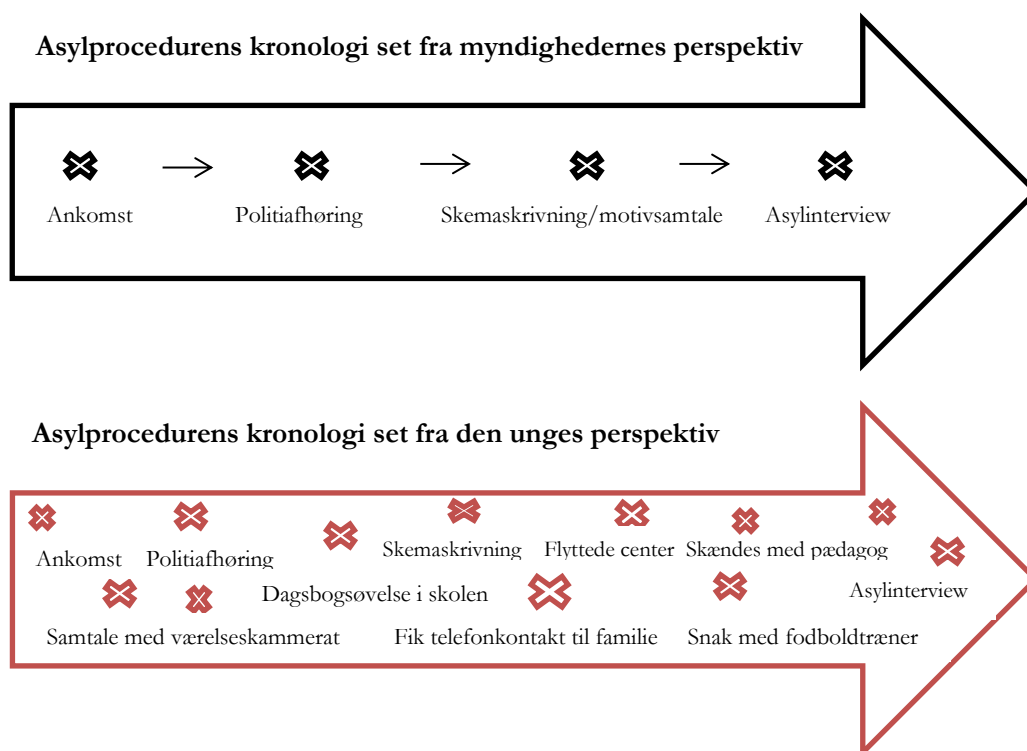 Asylprocedurens kronologi set fra myndighedernes perspektiv
Ankomst
Politiafhøring
Skemaskrivning/motivsamtale
Asylinterview
Asylprocedurens kronologi set fra den unges perspektiv
Ankomst
Politiafhøring
Skemaskrivning
Flyttede center
Skændes med pædagog
Dagsbogsøvelse i skolen
Asylinterview
Samtale med værelseskammerat
Fik telefonkontakt til familie
Snak med fodboldtræner